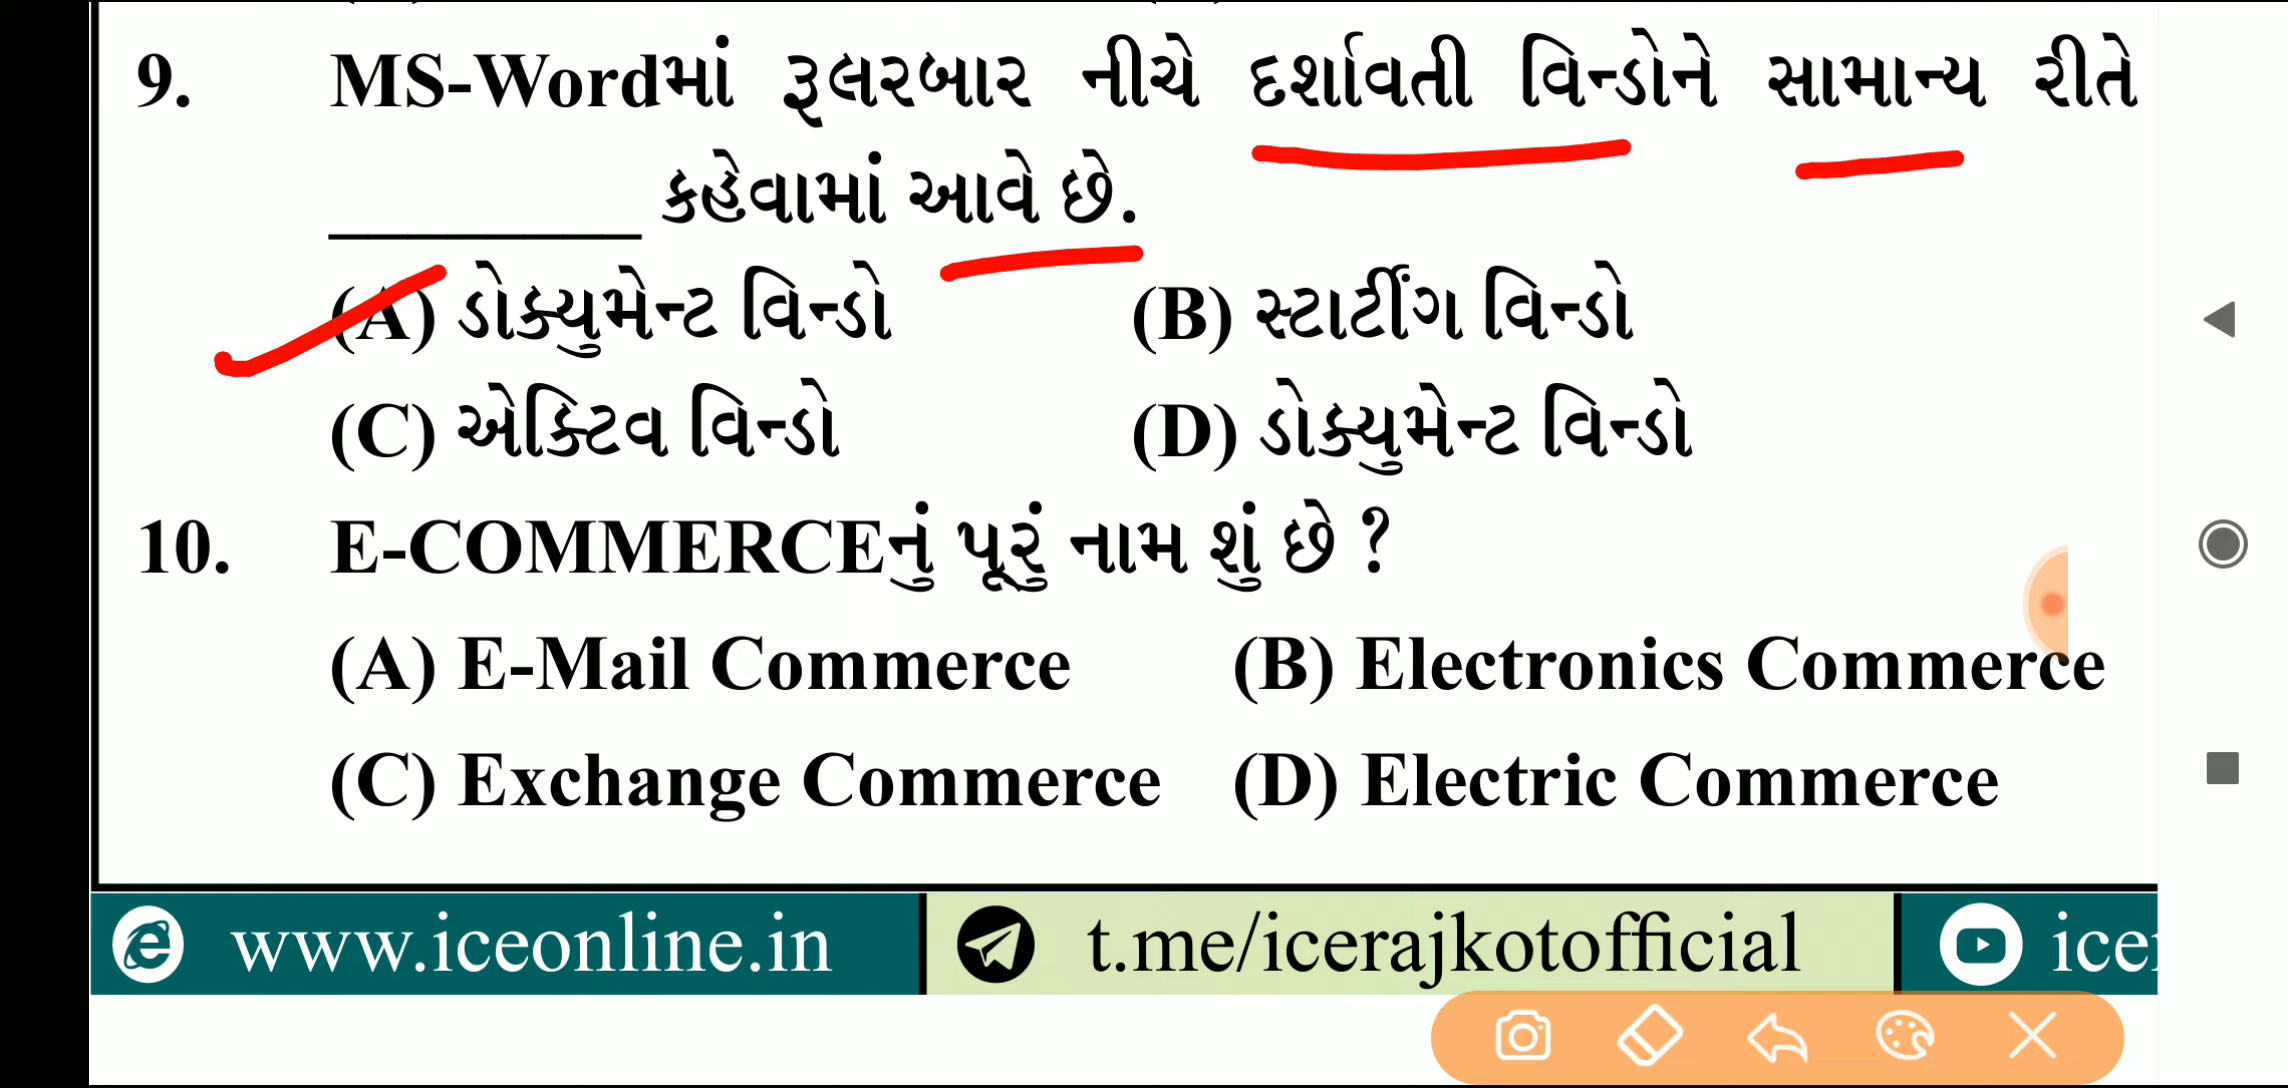 9. MS-Wordમાં રૂલરબાર નીચે દર્શાવતી વિન્ડોને સામાન્ય રીતે
________ કહેવામાં આવે છે.
(A) ડોક્યુમેન્ટ વિન્ડો (B) સ્ટાર્ટીંગ વિન્ડો
(C) એક્ટિવ વિન્ડો (D) ડોક્યુમેન્ટ વિન્ડો
10. E-COMMERCEનું પૂરું નામ શું છે ?
(A) E-Mail Commerce (B) Electronics Commerce
(C) Exchange Commerce (D) Electric Commerce
www.iceonline.in t.me/icerajkotofficial